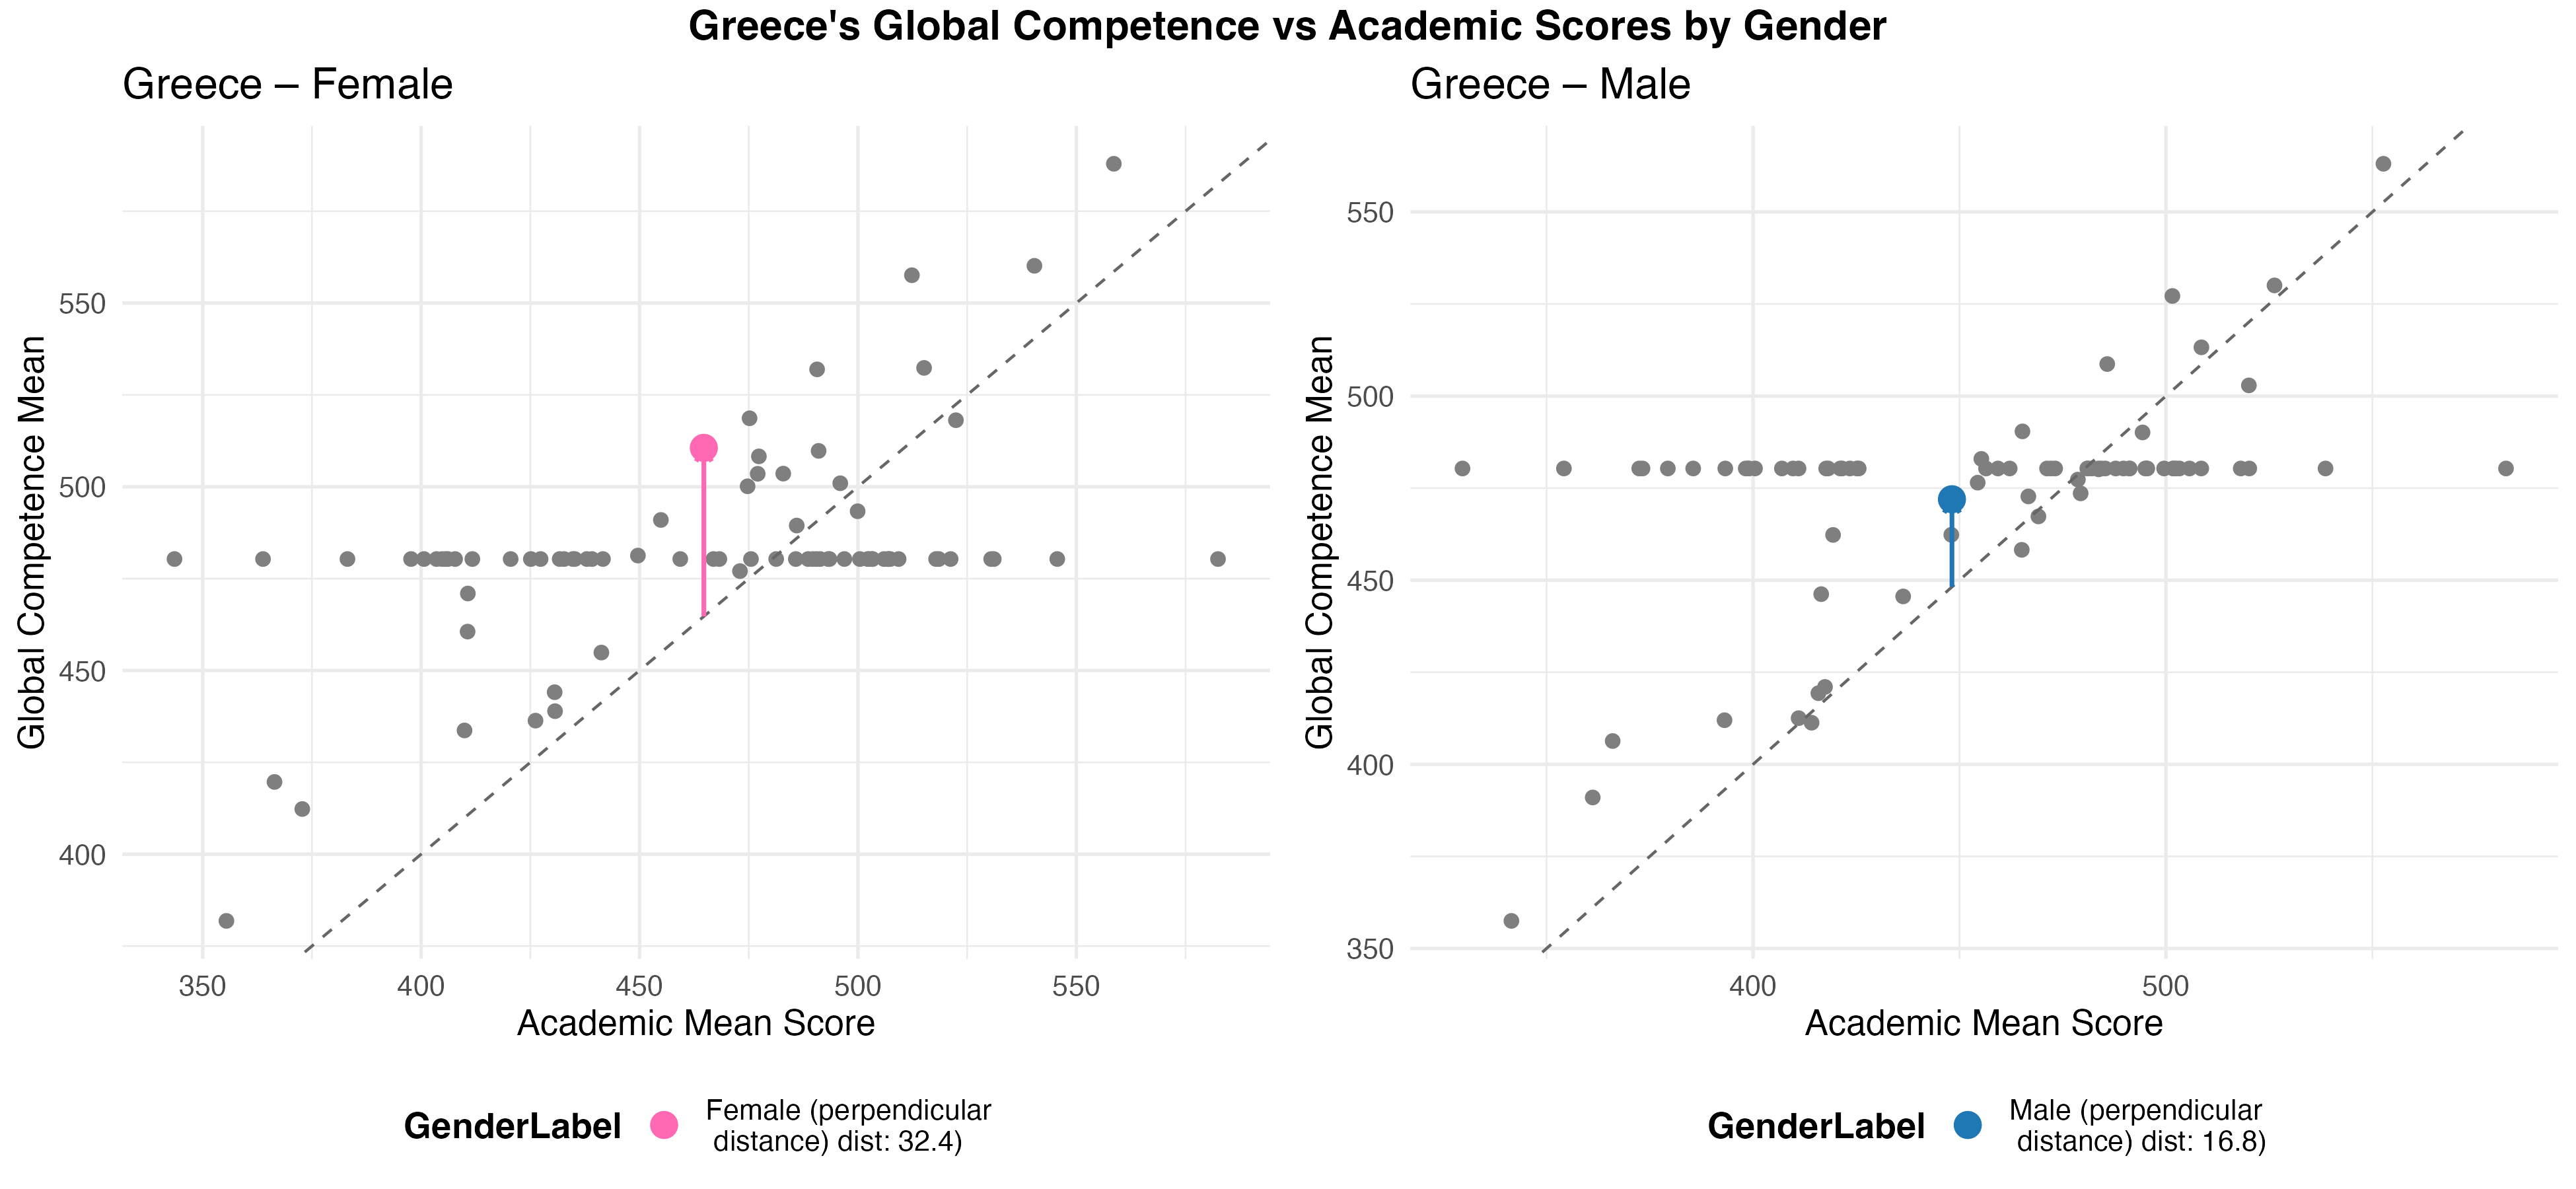 Greece's Global Competence vs Academic Scores by Gender
Greece – Female
Global Competence Mean
550
500
450
400
350
400
450
500
550
Academic Mean Score
GenderLabel
Female (perpendicular
distance) dist: 32.4)
Greece – Male
Global Competence Mean
550
500
450
400
350
400
500
Academic Mean Score
GenderLabel
Male (perpendicular
distance) dist: 16.8)